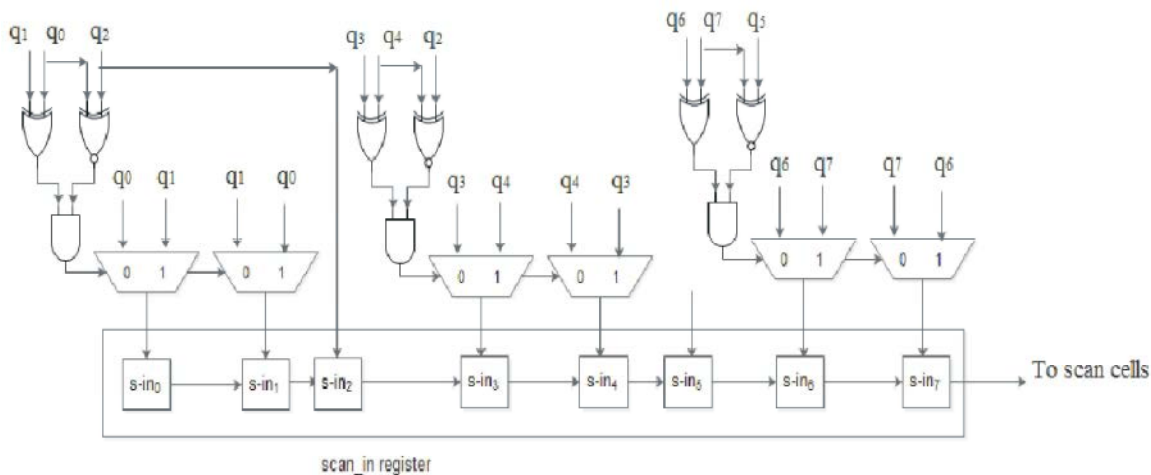 q6 q7 q5
q1 q0 q2 q3 q4 q2
q0 q1 q1 q0 q3 q4 q4 q3 q6 q7 q7 q6
0 1 0 1 0 1 0 1 0 1 0 1
s-in0 s-in1 s-in2 s-in3 s-in4 s-in5 s-in6 s-in7 To scan cells
scan_in register